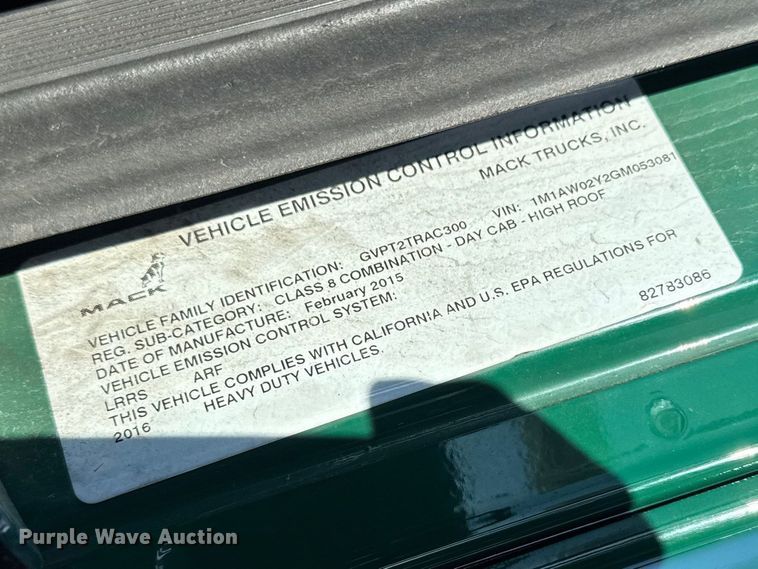 VEHICLE EMISSION CONTROL INFORMATION
MACK TRUCKS, INC.
MACK
VEHICLE FAMILY IDENTIFICATION: GVPT2TRAC300 VIN: 1M1AW02Y2GM053081
REG. SUB-CATEGORY: CLASS 8 COMBINATION - DAY CAB - HIGH ROOF
DATE OF MANUFACTURE: February 2015
VEHICLE EMISSION CONTROL SYSTEM:
LRRS ARF
THIS VEHICLE COMPLIES WITH CALIFORNIA AND U.S. EPA REGULATIONS FOR
2016 HEAVY DUTY VEHICLES.
82783086
Purple Wave Auction